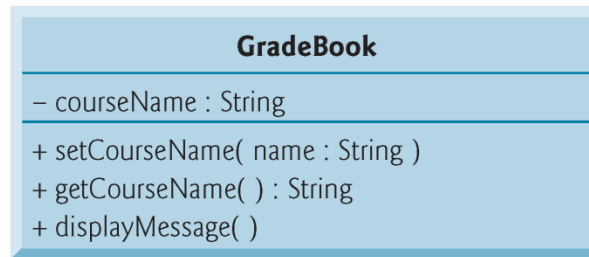 GradeBook
– courseName : String
+ setCourseName( name : String )
+ getCourseName( ) : String
+ displayMessage( )